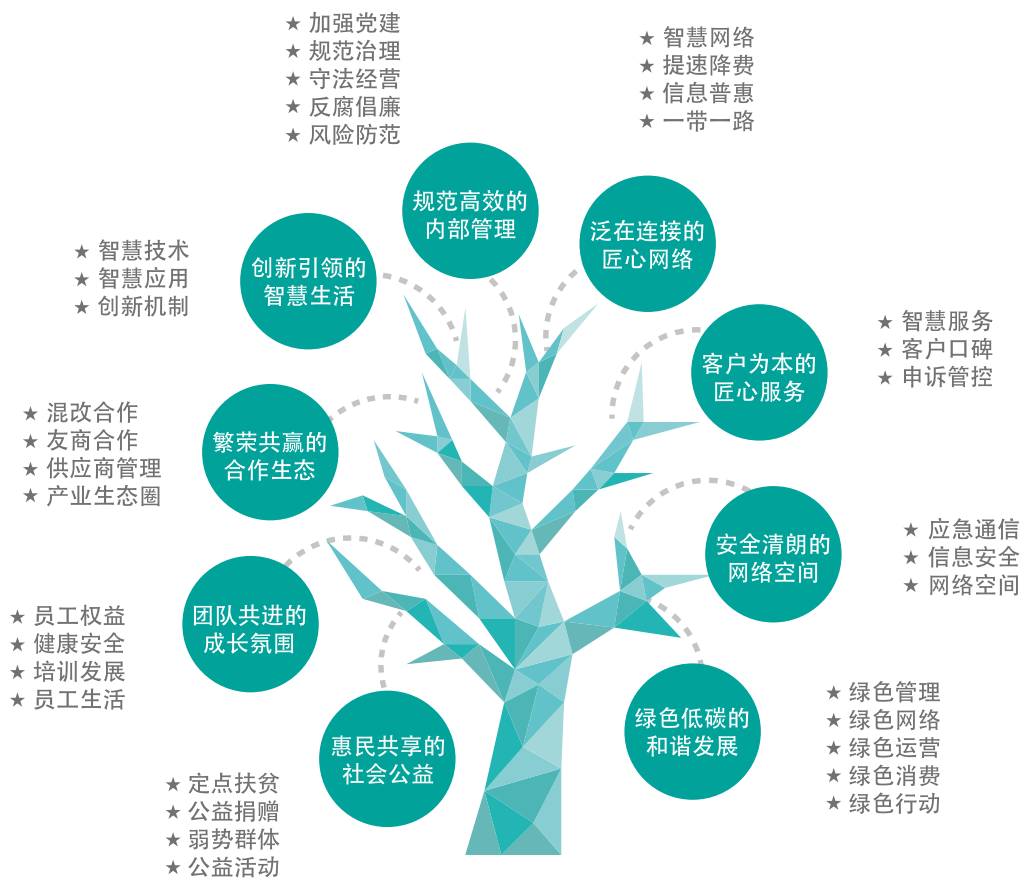 ★ 加强党建
★ 规范治理
★ 守法经营
★ 反腐倡廉
★ 风险防范
规范高效的
内部管理
★ 智慧网络
★ 提速降费
★ 信息普惠
★ 一带一路
泛在连接的
匠心网络
★ 智慧技术
★ 智慧应用
★ 创新机制
创新引领的
智慧生活
客户为本的
匠心服务
★ 智慧服务
★ 客户口碑
★ 申诉管控
★ 混改合作
★ 友商合作
★ 供应商管理
★ 产业生态圈
繁荣共赢的
合作生态
安全清朗的
网络空间
★ 应急通信
★ 信息安全
★ 网络空间
★ 员工权益
★ 健康安全
★ 培训发展
★ 员工生活
团队共进的
成长氛围
绿色低碳的
和谐发展
★ 绿色管理
★ 绿色网络
★ 绿色运营
★ 绿色消费
★ 绿色行动
惠民共享的
社会公益
★ 定点扶贫
★ 公益捐赠
★ 弱势群体
★ 公益活动